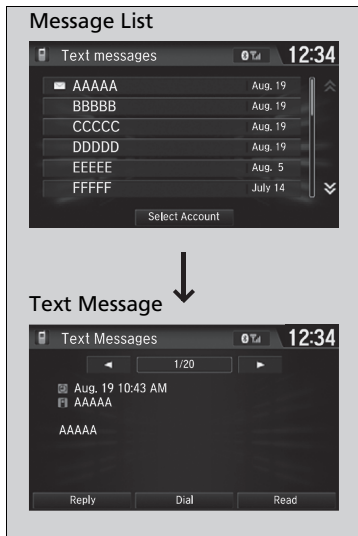 Message List
Text messages 12:34
AAAAA Aug. 19
BBBBB Aug. 19
CCCCC Aug. 19
DDDDD Aug. 19
EEEEE Aug. 5
FFFFF July 14
Select Account
Text Message
Text Messages 12:34
1/20
Aug. 19 10:43 AM
AAAAA
AAAAA
Reply Dial Read